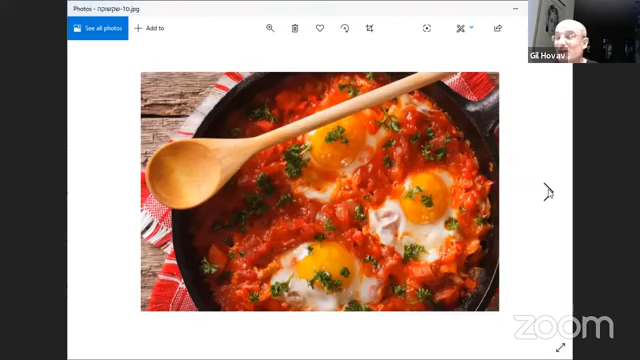 Photos - שקשוקה-10.jpg
See all photos
Add to
Gil Hovav
zoom